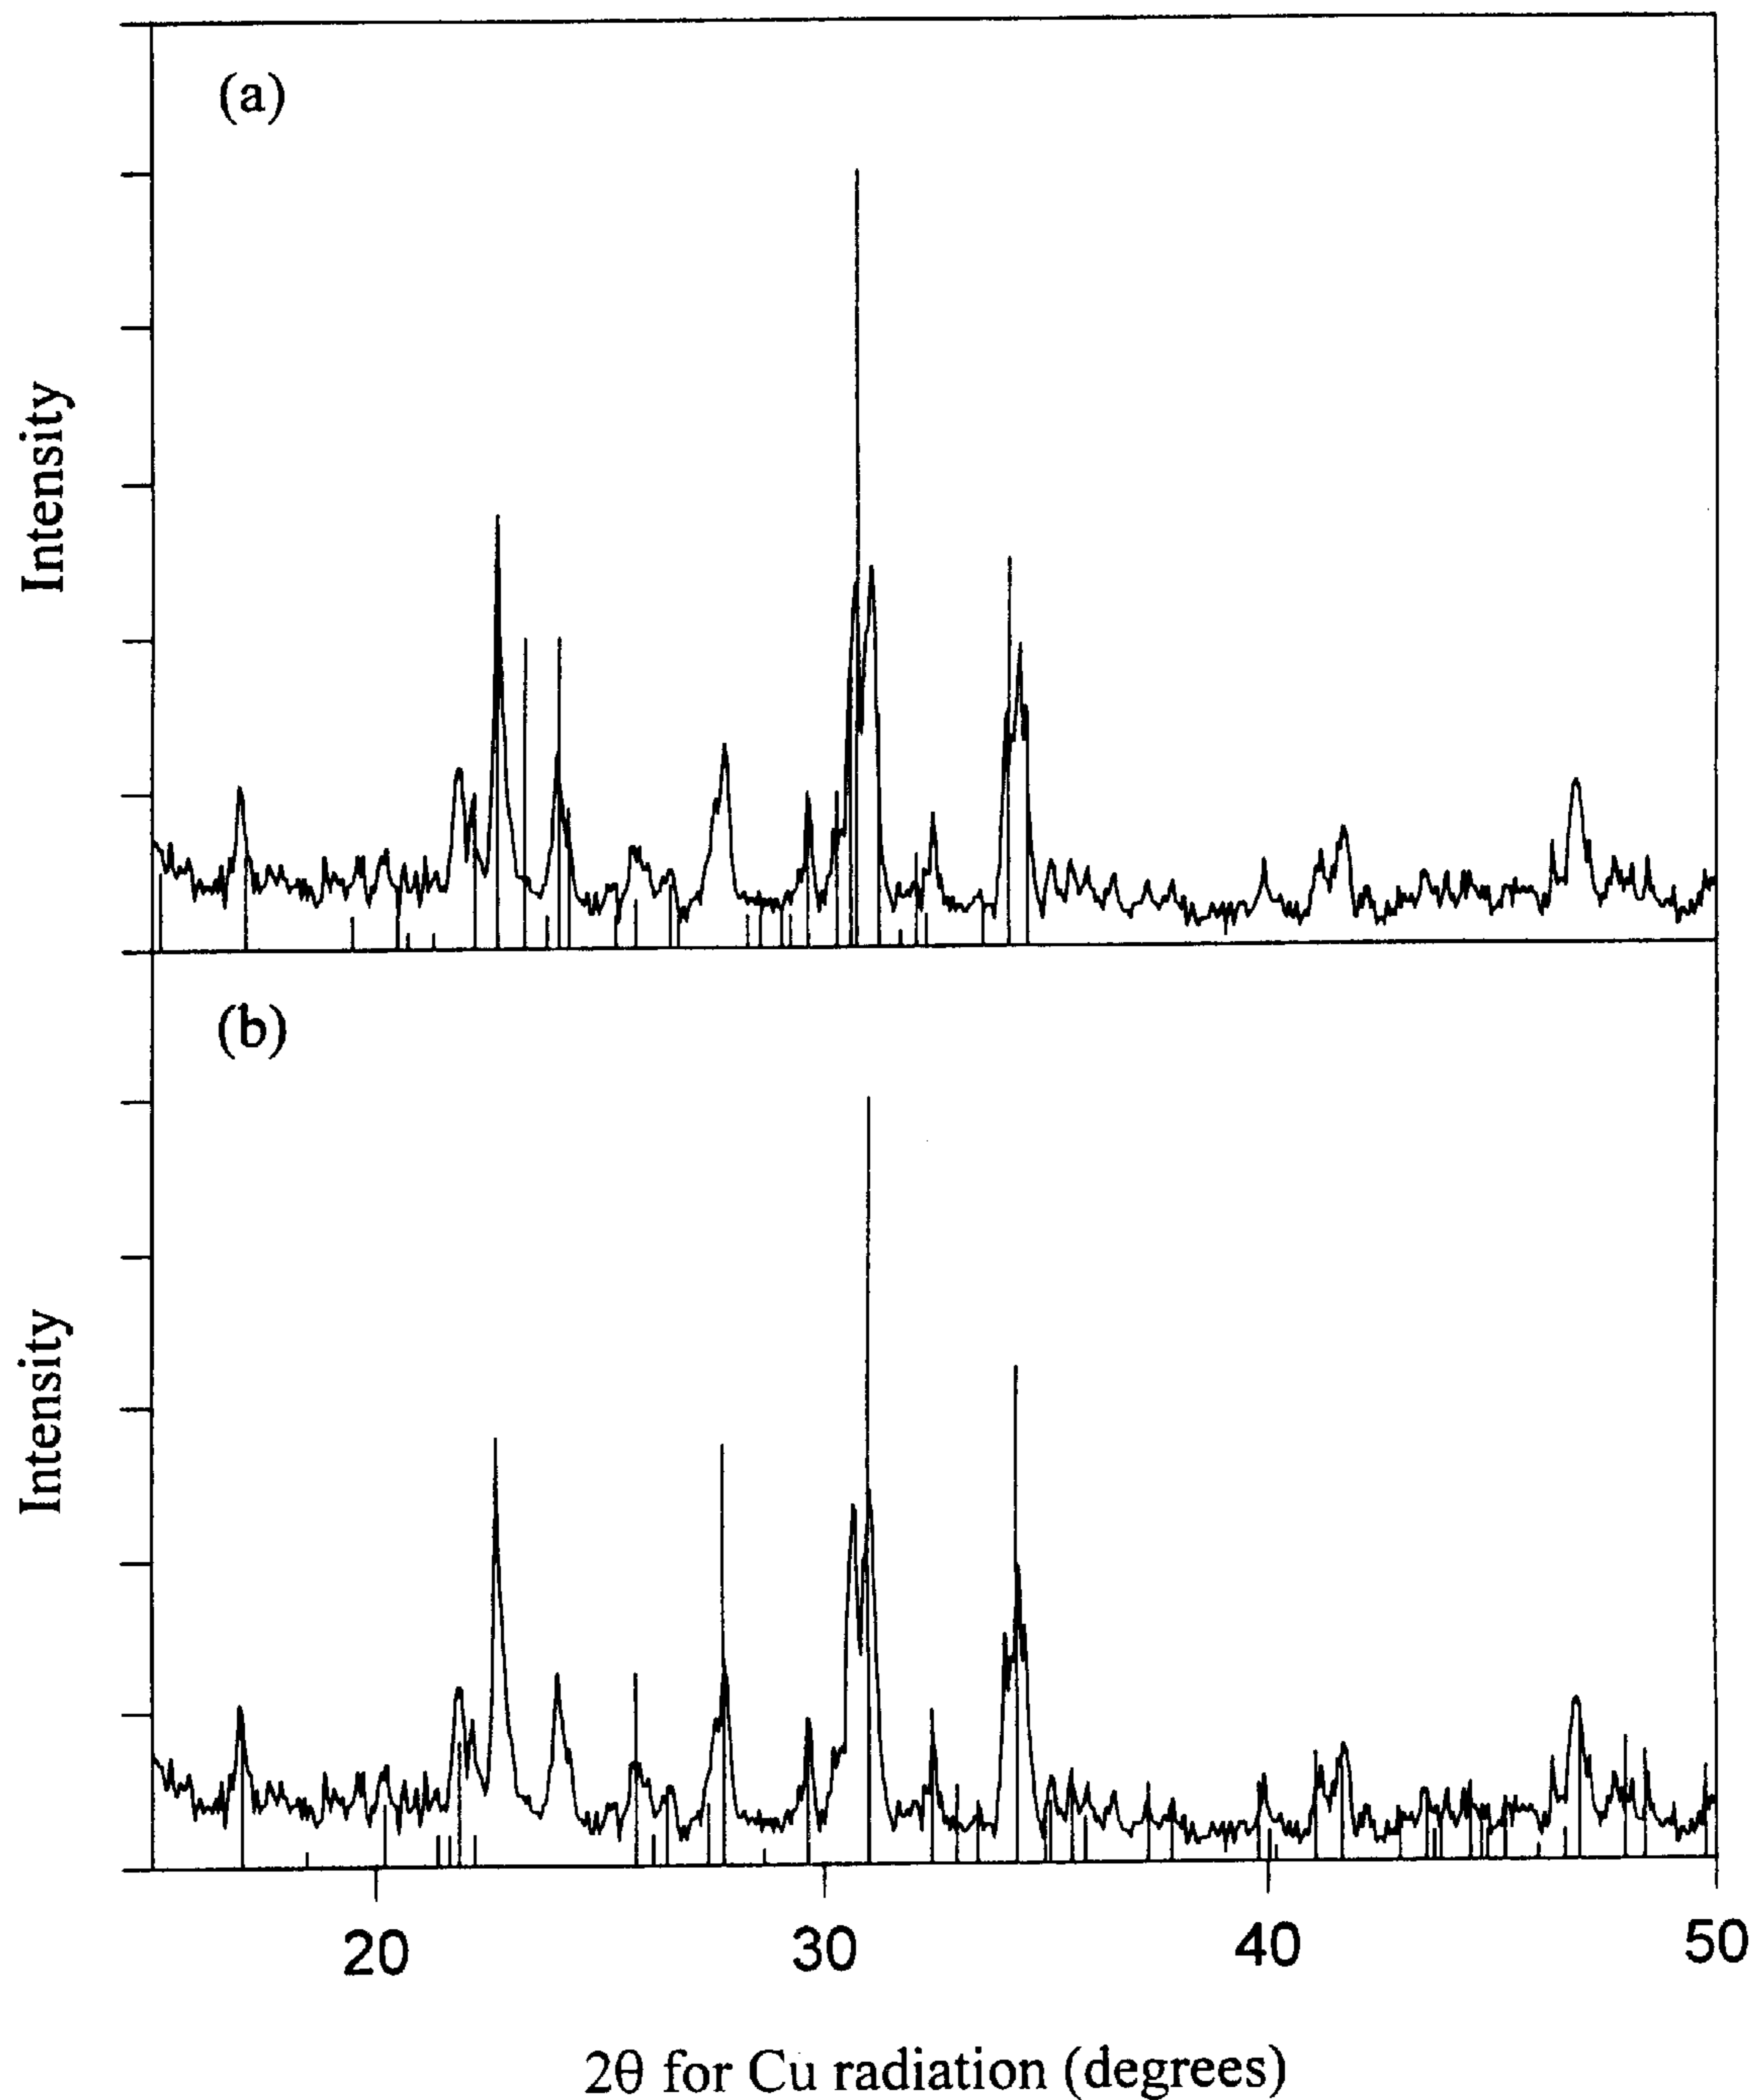 (a)
Intensity
(b)
Intensity
20 30 40 50
2θ for Cu radiation (degrees)